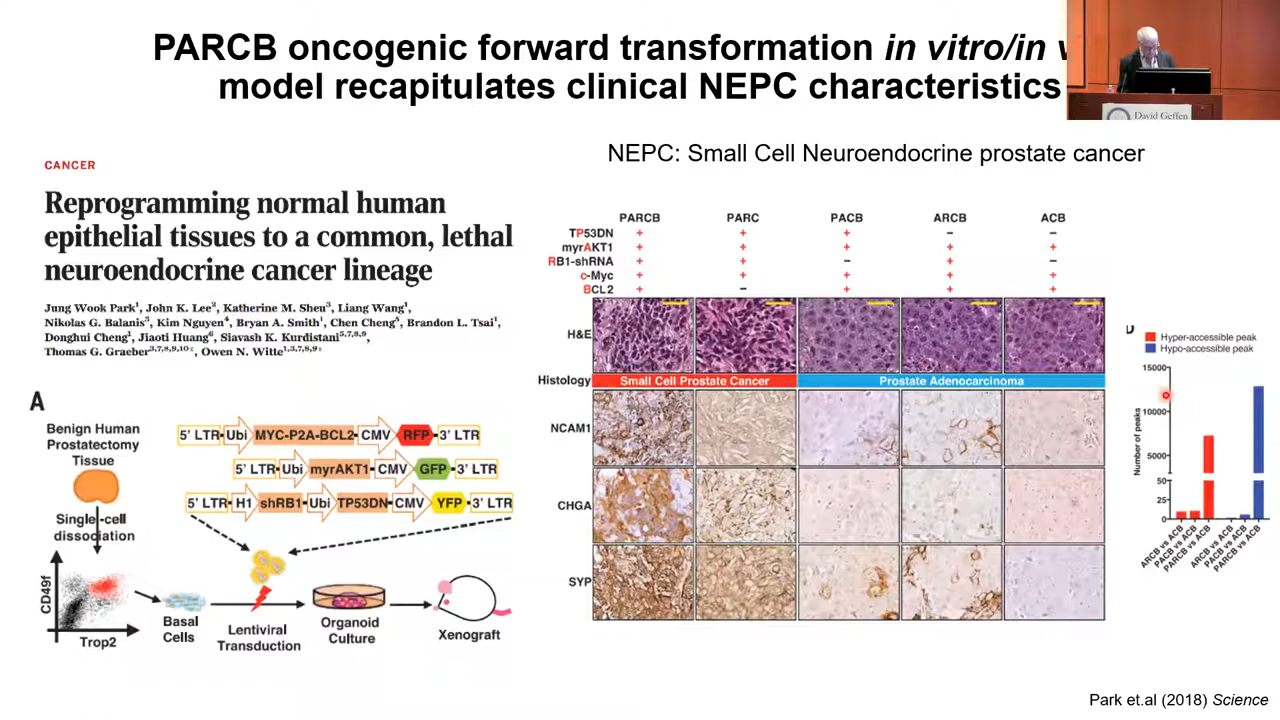 PARCB oncogenic forward transformation in vitro/in v
model recapitulates clinical NEPC characteristics
David Geffen
CANCER
Reprogramming normal human
epithelial tissues to a common, lethal
neuroendocrine cancer lineage
Jung Wook Park¹, John K. Lee², Katherine M. Sheu³, Liang Wang¹,
Nikolas G. Balanis³, Kim Nguyen⁴, Bryan A. Smith¹, Chen Cheng⁵, Brandon L. Tsai¹,
Donghui Cheng¹, Jiaoti Huang⁶, Siavash K. Kurdistani⁵,⁷,⁸,⁹,
Thomas G. Graeber³,⁷,⁸,⁹,¹⁰, Owen N. Witte¹,³,⁷,⁸,⁹
A
Benign Human
Prostatectomy
Tissue
Single-cell
dissociation
5' LTR Ubi MYC-P2A-BCL2 CMV RFP 3' LTR
5' LTR Ubi myrAKT1 CMV GFP 3' LTR
5' LTR H1 shRB1 Ubi TP53DN CMV YFP 3' LTR
CD49f
Trop2
Basal
Cells
Lentiviral
Transduction
Organoid
Culture
Xenograft
NEPC: Small Cell Neuroendocrine prostate cancer
PARCB PARC PACB ARCB ACB
TP53DN + + + - -
myrAKT1 + + + + +
RB1-shRNA + + - + -
c-Myc + + + + +
BCL2 + - + + +
H&E
Histology Small Cell Prostate Cancer Prostate Adenocarcinoma
NCAM1
CHGA
SYP
Hyper-accessible peak
Hypo-accessible peak
Number of peaks
15000
10000
5000
50
25
0
ARCB vs ACB
PACB vs ACB
PARCB vs ACB
ARCB vs ACB
PACB vs ACB
PARCB vs ACB
Park et.al (2018) Science